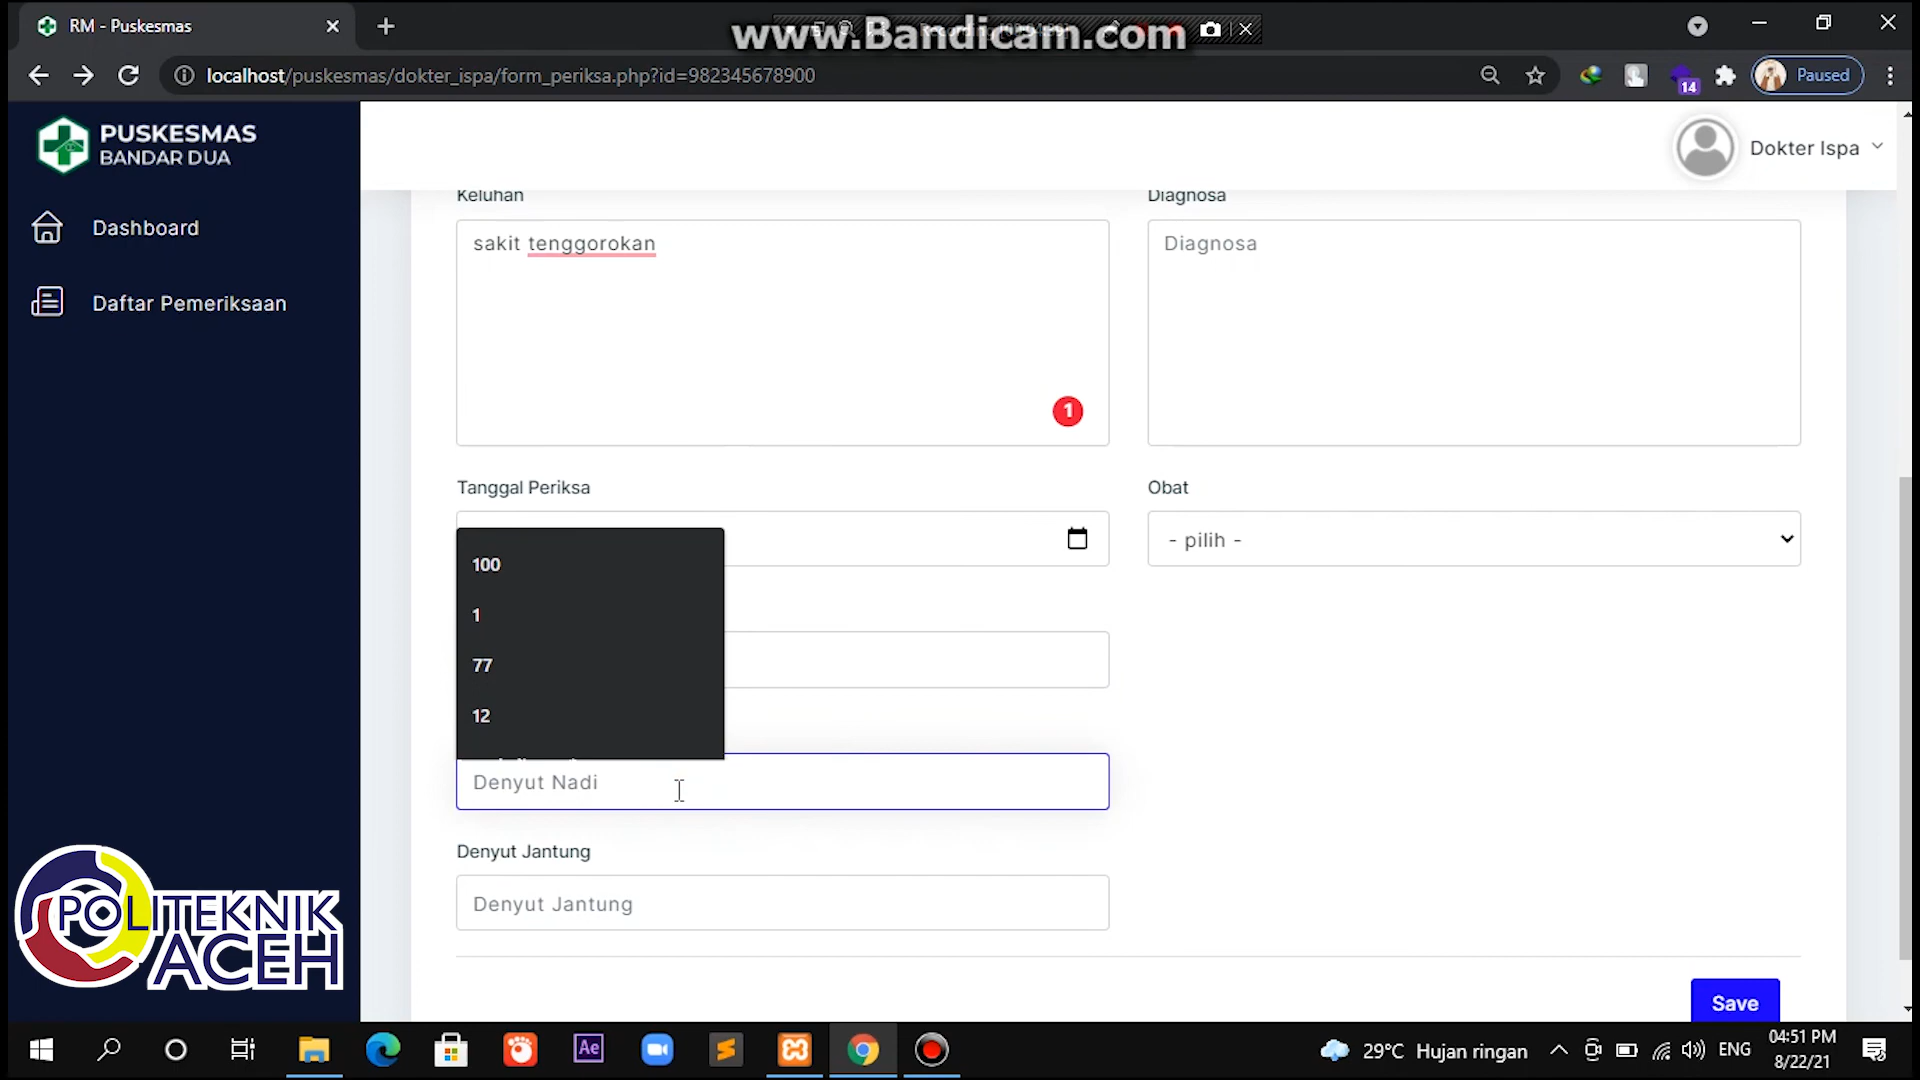 RM - Puskesmas
www.Bandicam.com
localhost/puskesmas/dokter_ispa/form_periksa.php?id=982345678900
14
Paused
PUSKESMAS
BANDAR DUA
Dokter Ispa
Dashboard
Daftar Pemeriksaan
Keluhan
Diagnosa
sakit tenggorokan
Diagnosa
1
Tanggal Periksa
Obat
- pilih -
100
1
77
12
Denyut Nadi
Denyut Jantung
Denyut Jantung
POLITEKNIK
ACEH
Save
Ae
29°C Hujan ringan
ENG
04:51 PM
8/22/21